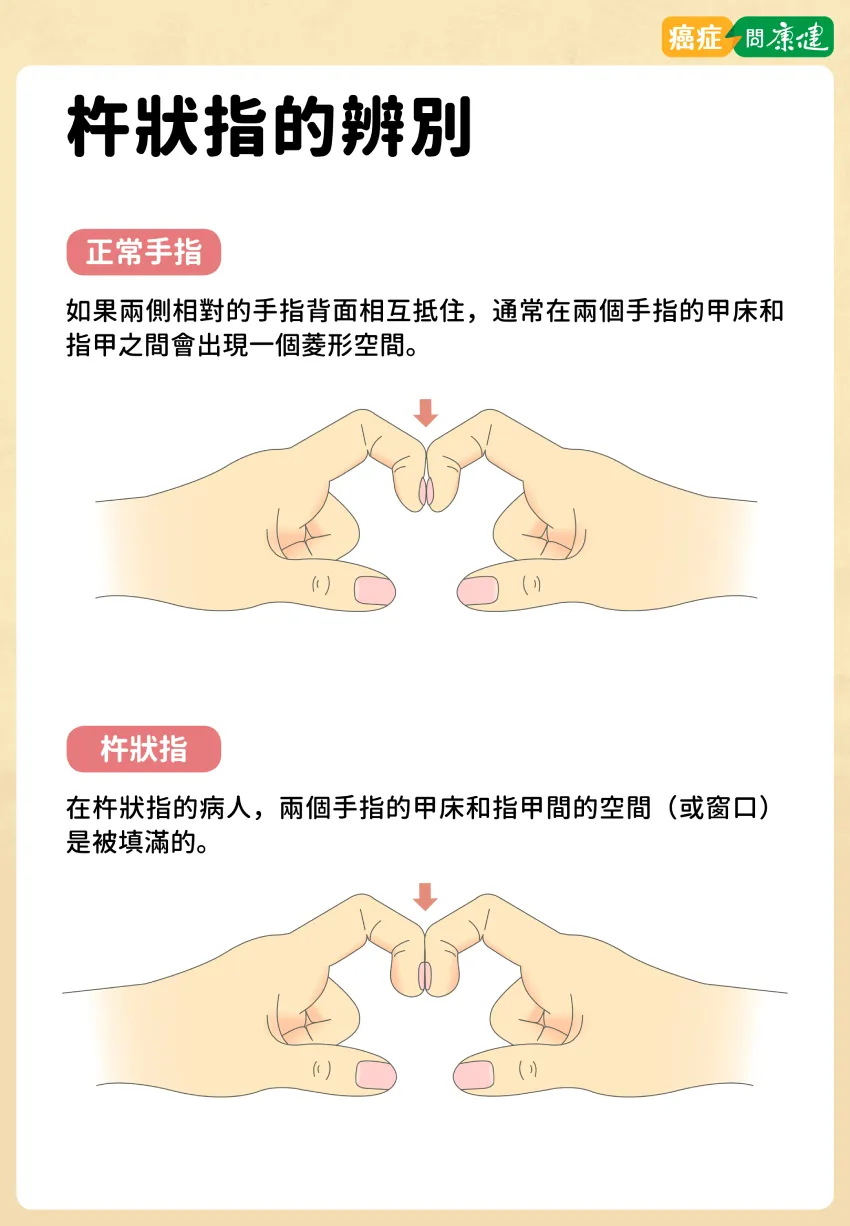 癌症問康健
杵狀指的辨別
正常手指
如果兩側相對的手指背面相互抵住，通常在兩個手指的甲床和
指甲之間會出現一個菱形空間。
杵狀指
在杵狀指的病人，兩個手指的甲床和指甲間的空間（或窗口）
是被填滿的。